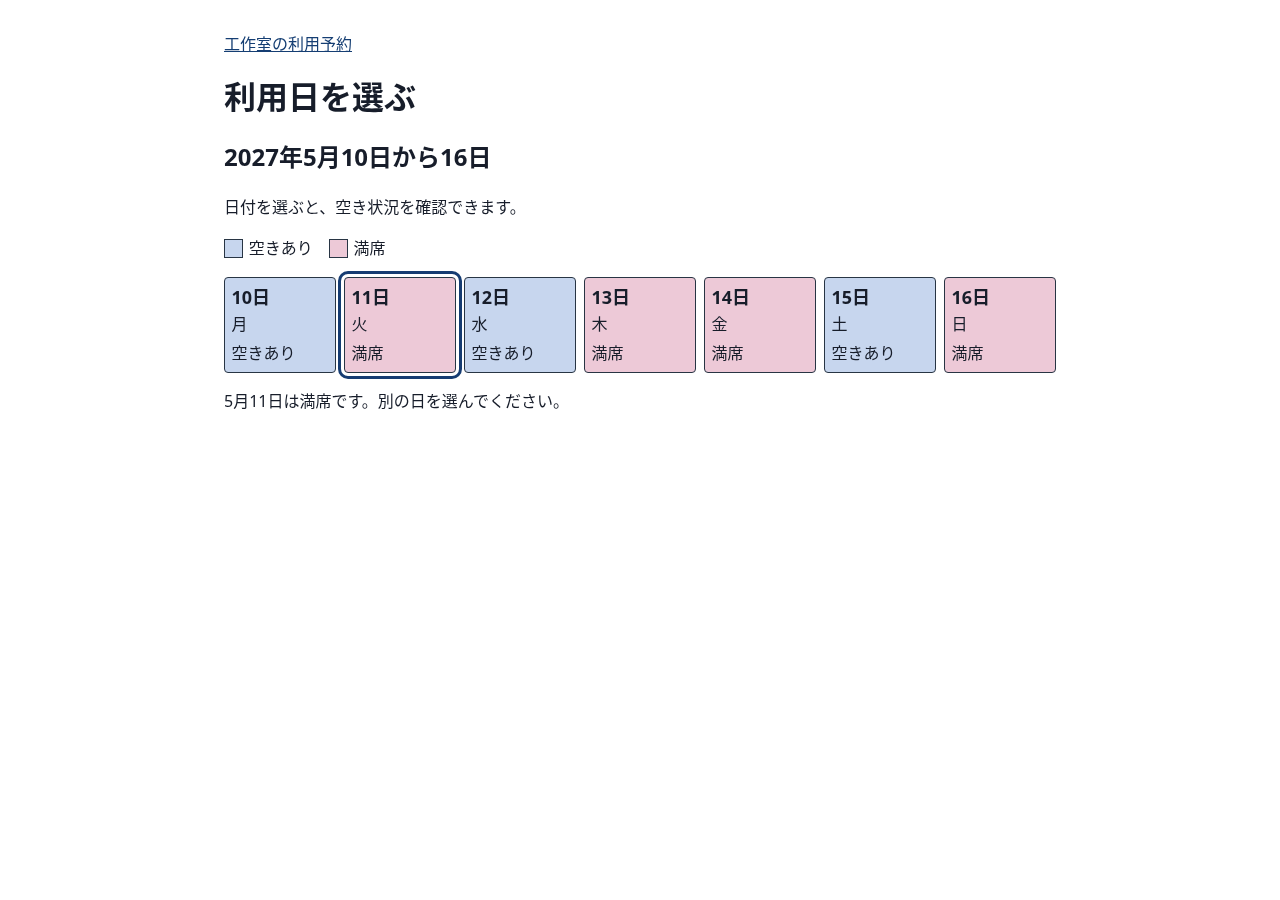 工作室の利用予約
利用日を選ぶ
2027年5月10日から16日
日付を選ぶと、空き状況を確認できます。
空きあり 満席
10日
月
空きあり
11日
火
満席
12日
水
空きあり
13日
木
満席
14日
金
満席
15日
土
空きあり
16日
日
満席
5月11日は満席です。別の日を選んでください。